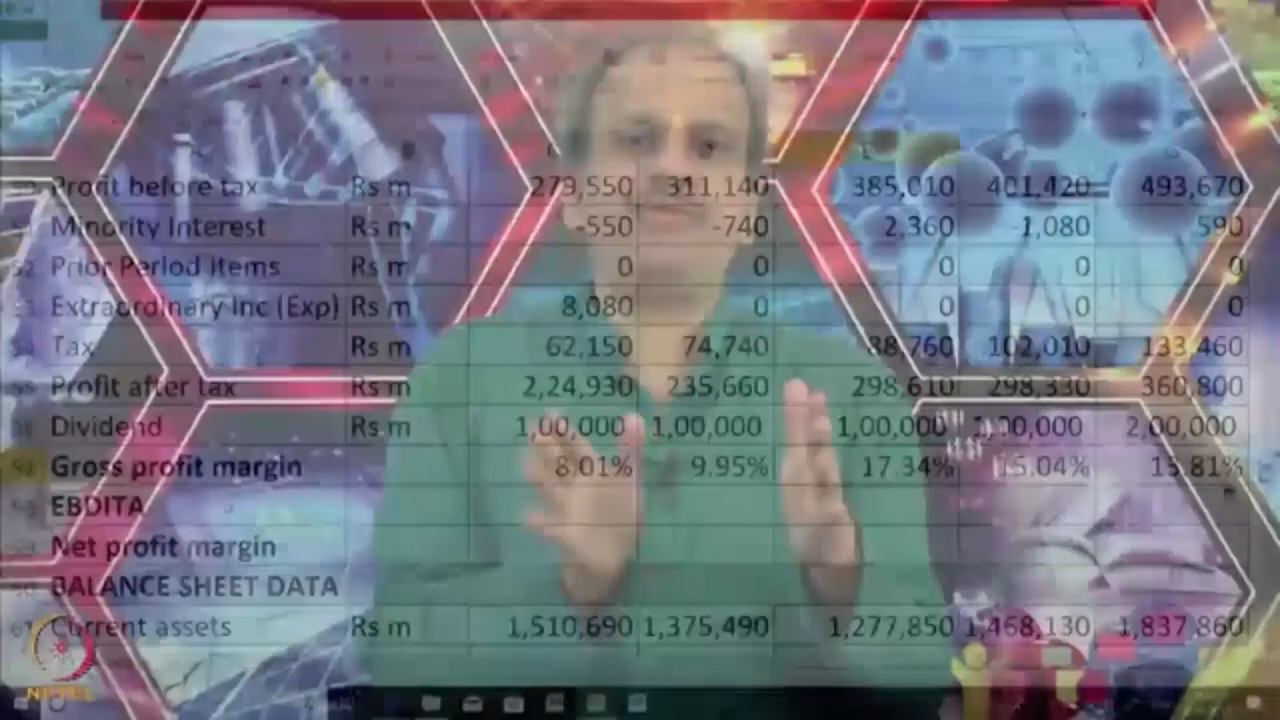 Profit before tax Rs m 279,550 311,140 385,010 401,420 493,670
Minority Interest Rs m -550 -740 2,360 -1,080 590
Prior Period Items Rs m 0 0 0 0 0
Extraordinary Inc (Exp) Rs m 8,080 0 0 0 0
Tax Rs m 62,150 74,740 88,760 102,010 133,460
Profit after tax Rs m 2,24,930 235,660 298,610 298,330 360,800
Dividend Rs m 1,00,000 1,00,000 1,00,000 1,00,000 2,00,000
Gross profit margin 8.01% 9.95% 17.34% 15.04% 15.81%
EBDITA
Net profit margin
BALANCE SHEET DATA
Current assets Rs m 1,510,690 1,375,490 1,277,850 1,468,130 1,837,860
NPTEL